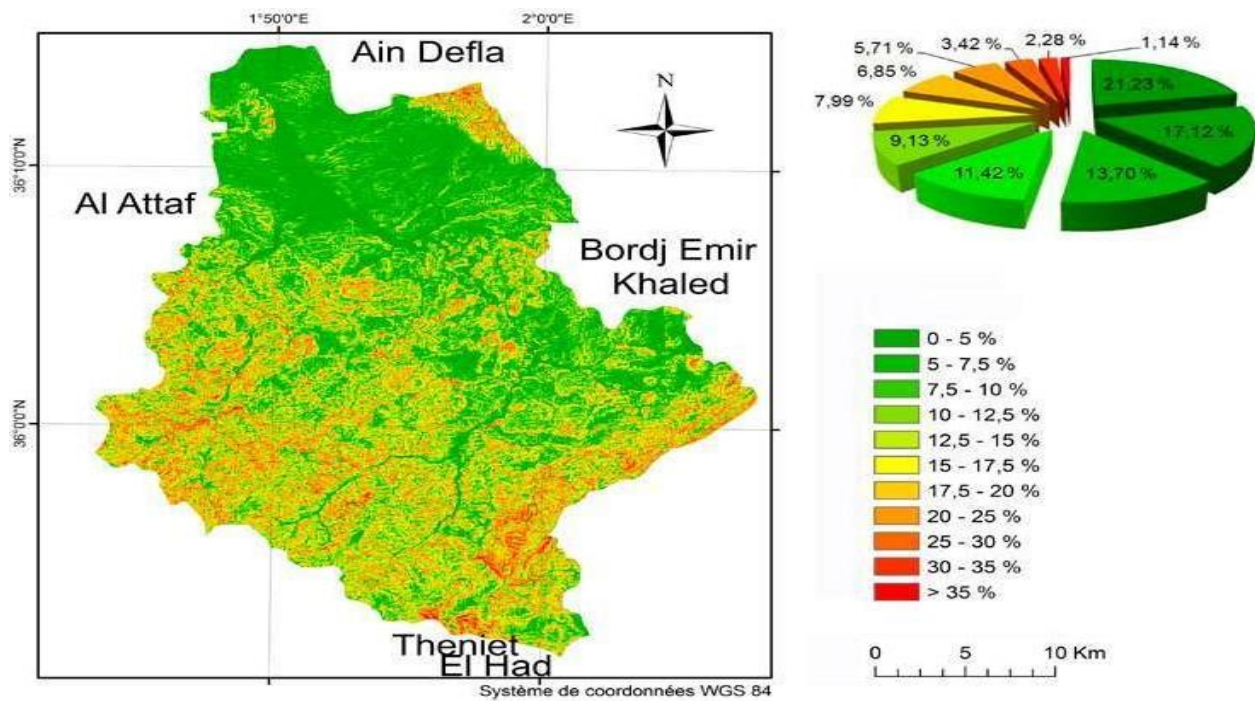 1°50'0"E
2°0'0"E
Ain Defla
N
36°10'0"N
Al Attaf
Bordj Emir
Khaled
36°0'0"N
Theniet
El Had
Système de coordonnées WGS 84
5,71 %
3,42 %
2,28 %
1,14 %
6,85 %
21,23 %
7,99 %
17,12 %
9,13 %
11,42 %
13,70 %
0 - 5 %
5 - 7,5 %
7,5 - 10 %
10 - 12,5 %
12,5 - 15 %
15 - 17,5 %
17,5 - 20 %
20 - 25 %
25 - 30 %
30 - 35 %
> 35 %
0 5 10 Km